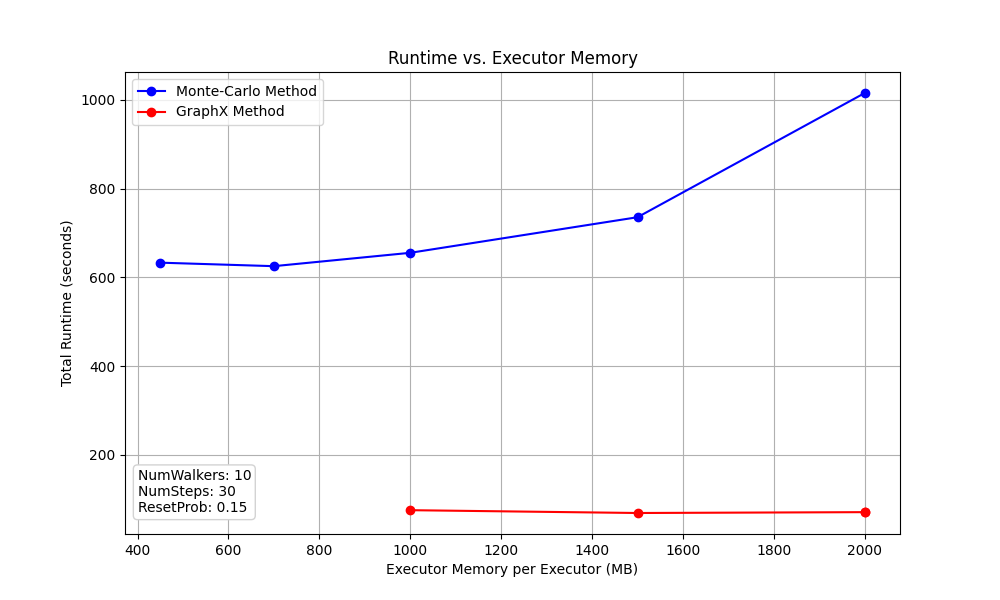 Runtime vs. Executor Memory
Monte-Carlo Method
GraphX Method
1000
800
600
400
200
Total Runtime (seconds)
NumWalkers: 10
NumSteps: 30
ResetProb: 0.15
400 600 800 1000 1200 1400 1600 1800 2000
Executor Memory per Executor (MB)